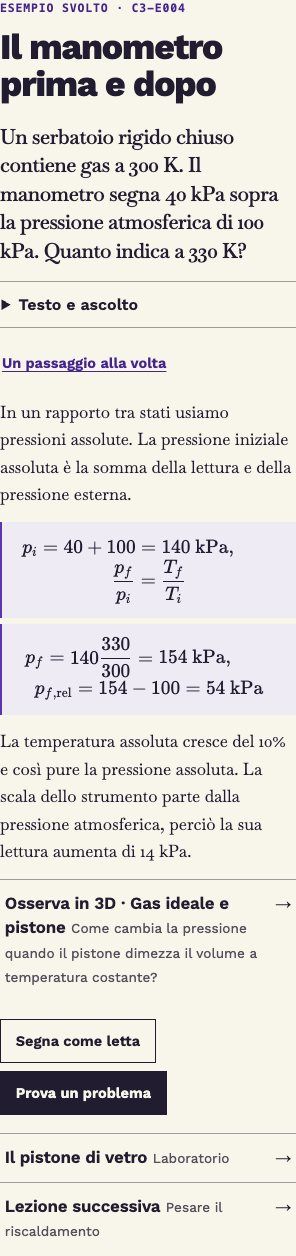 ESEMPIO SVOLTO · C3-E004
Il manometro
prima e dopo
Un serbatoio rigido chiuso
contiene gas a 300 K. Il
manometro segna 40 kPa sopra
la pressione atmosferica di 100
kPa. Quanto indica a 330 K?
▶ Testo e ascolto
Un passaggio alla volta
In un rapporto tra stati usiamo
pressioni assolute. La pressione iniziale
assoluta è la somma della lettura e della
pressione esterna.
p_i = 40 + 100 = 140 kPa,
p_f/p_i = T_f/T_i
p_f = 140 330/300 = 154 kPa,
p_f,rel = 154 − 100 = 54 kPa
La temperatura assoluta cresce del 10%
e così pure la pressione assoluta. La
scala dello strumento parte dalla
pressione atmosferica, perciò la sua
lettura aumenta di 14 kPa.
Osserva in 3D · Gas ideale e →
pistone Come cambia la pressione
quando il pistone dimezza il volume a
temperatura costante?
Segna come letta
Prova un problema
Il pistone di vetro Laboratorio →
Lezione successiva Pesare il →
riscaldamento